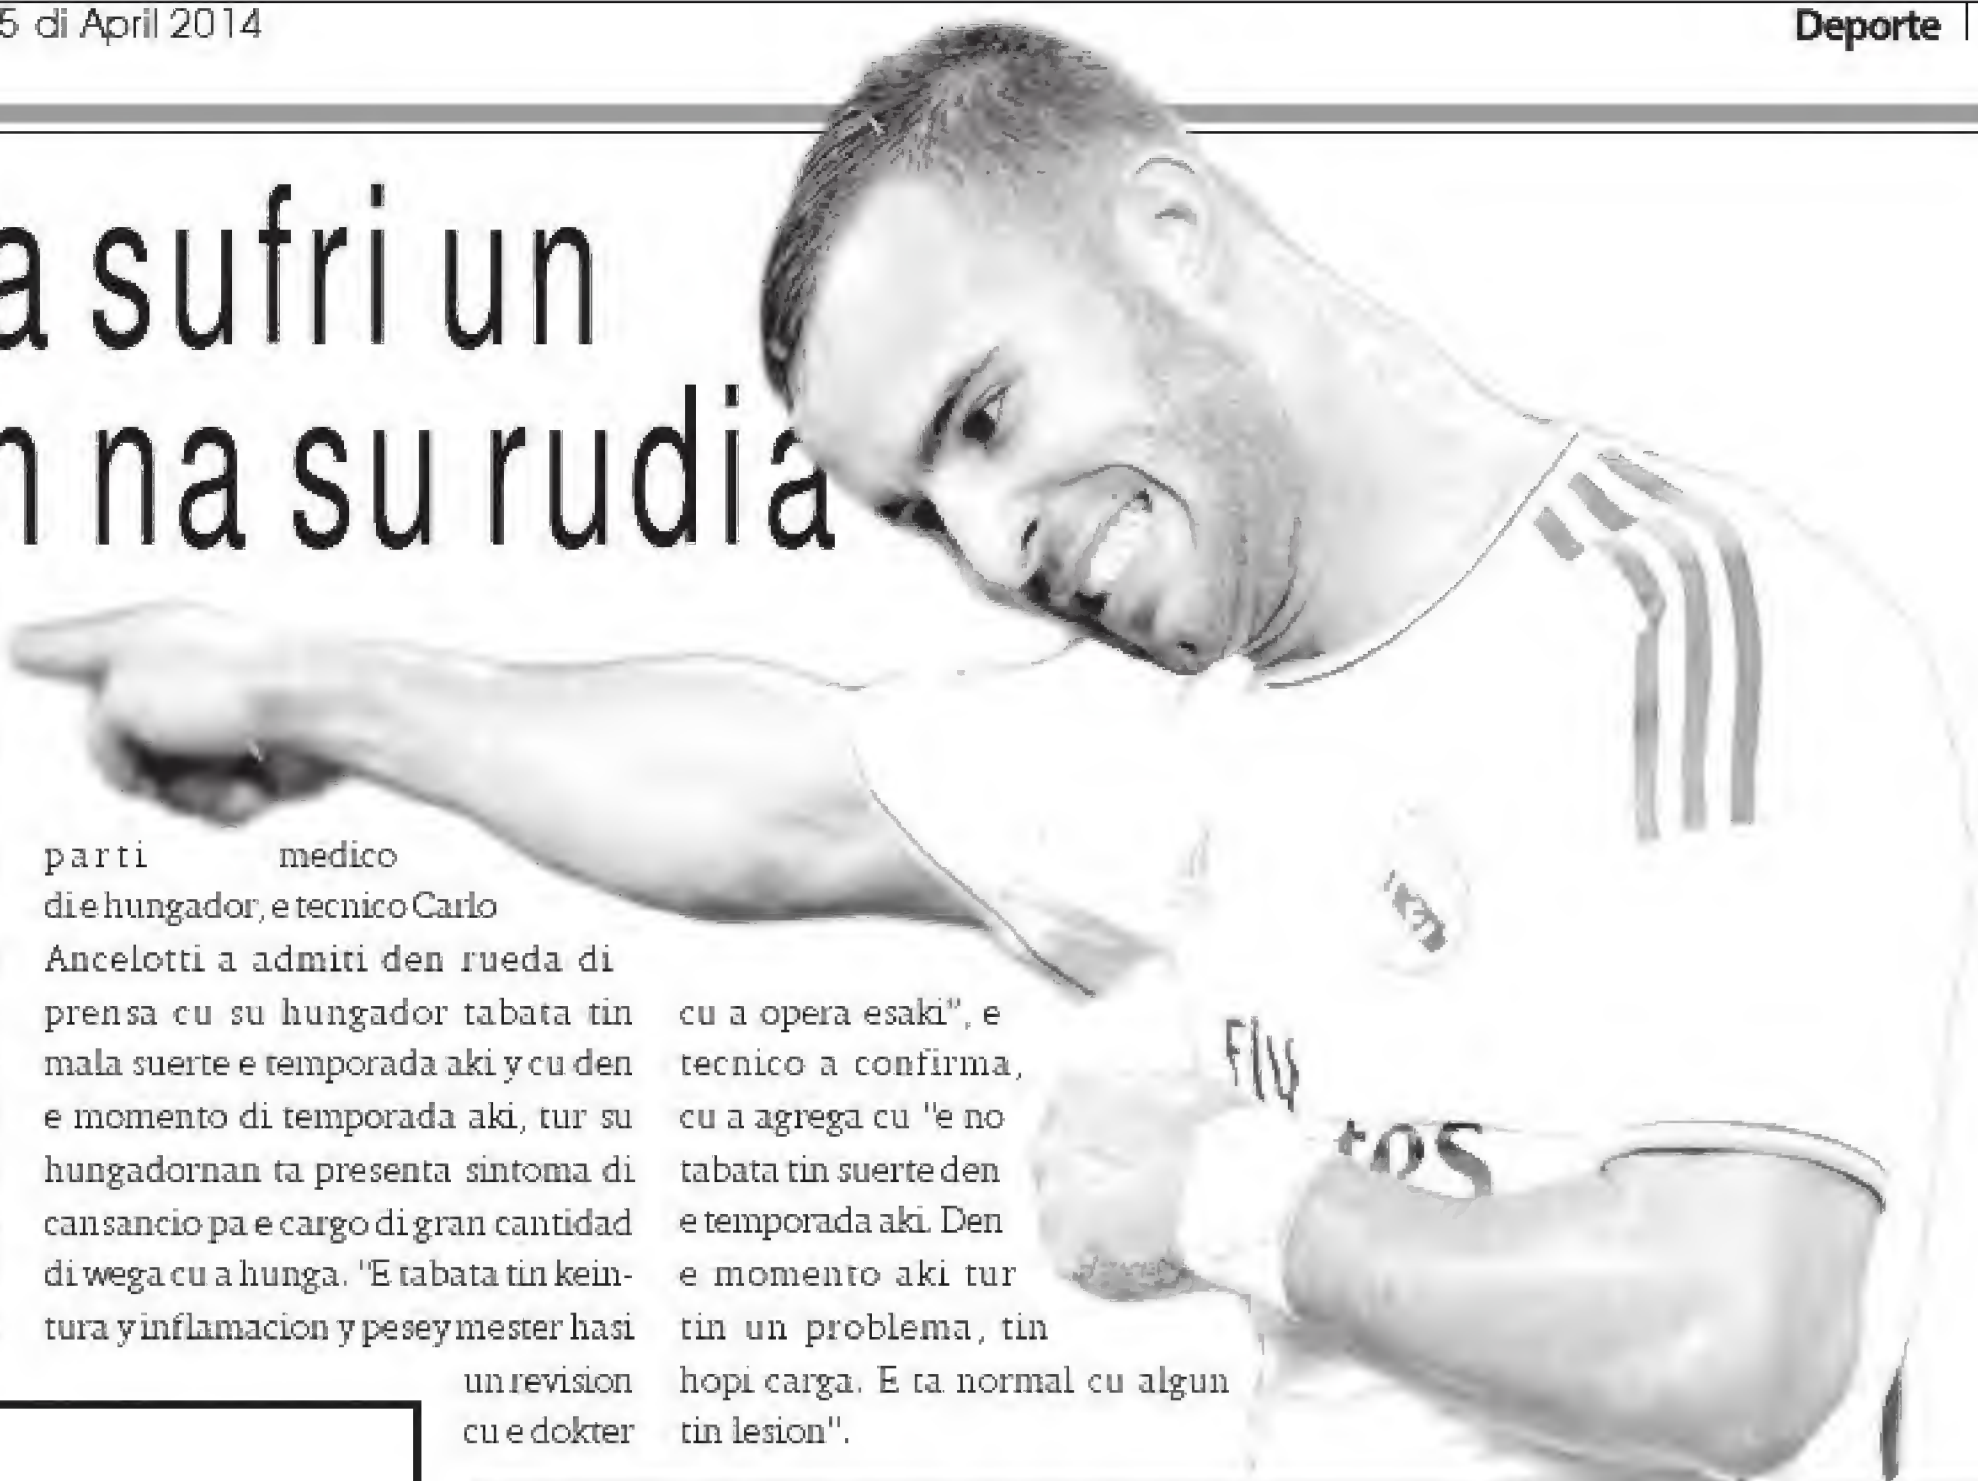 5 di April 2014
Deporte
a sufri un
n na su rudia
parti medico
di e hungador, e tecnico Carlo
Ancelotti a admiti den rueda di
prensa cu su hungador tabata tin
mala suerte e temporada aki y cu den
e momento di temporada aki, tur su
hungadornan ta presenta sintoma di
cansancio pa e cargo di gran cantidad
di wega cu a hunga. "E tabata tin kein-
tura y inflamacion y pesey mester hasi
un revision
cu e dokter
cu a opera esaki", e
tecnico a confirma,
cu a agrega cu "e no
tabata tin suerte den
e temporada aki. Den
e momento aki tur
tin un problema, tin
hopi carga. E ta normal cu algun
tin lesion".
Fly